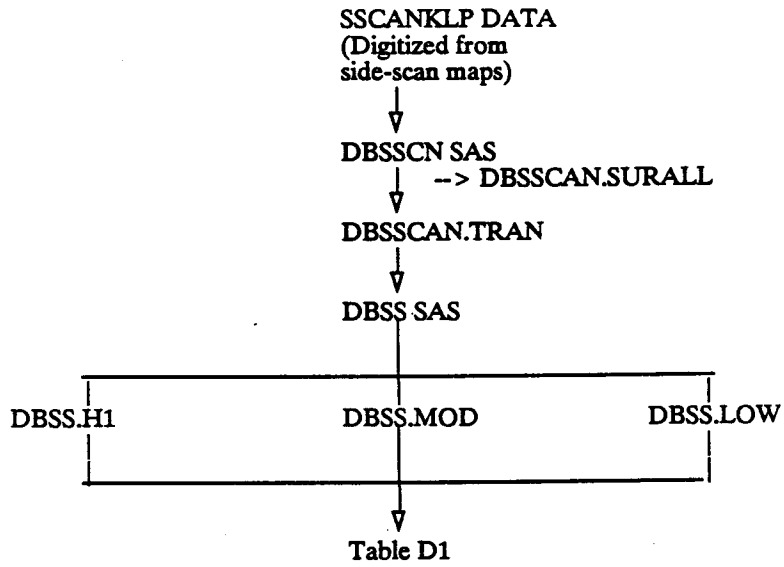 SSCANKLP DATA
(Digitized from
side-scan maps)
DBSSCN SAS
--> DBSSCAN.SURALL
DBSSCAN.TRAN
DBSS SAS
DBSS.H1 DBSS.MOD DBSS.LOW
Table D1